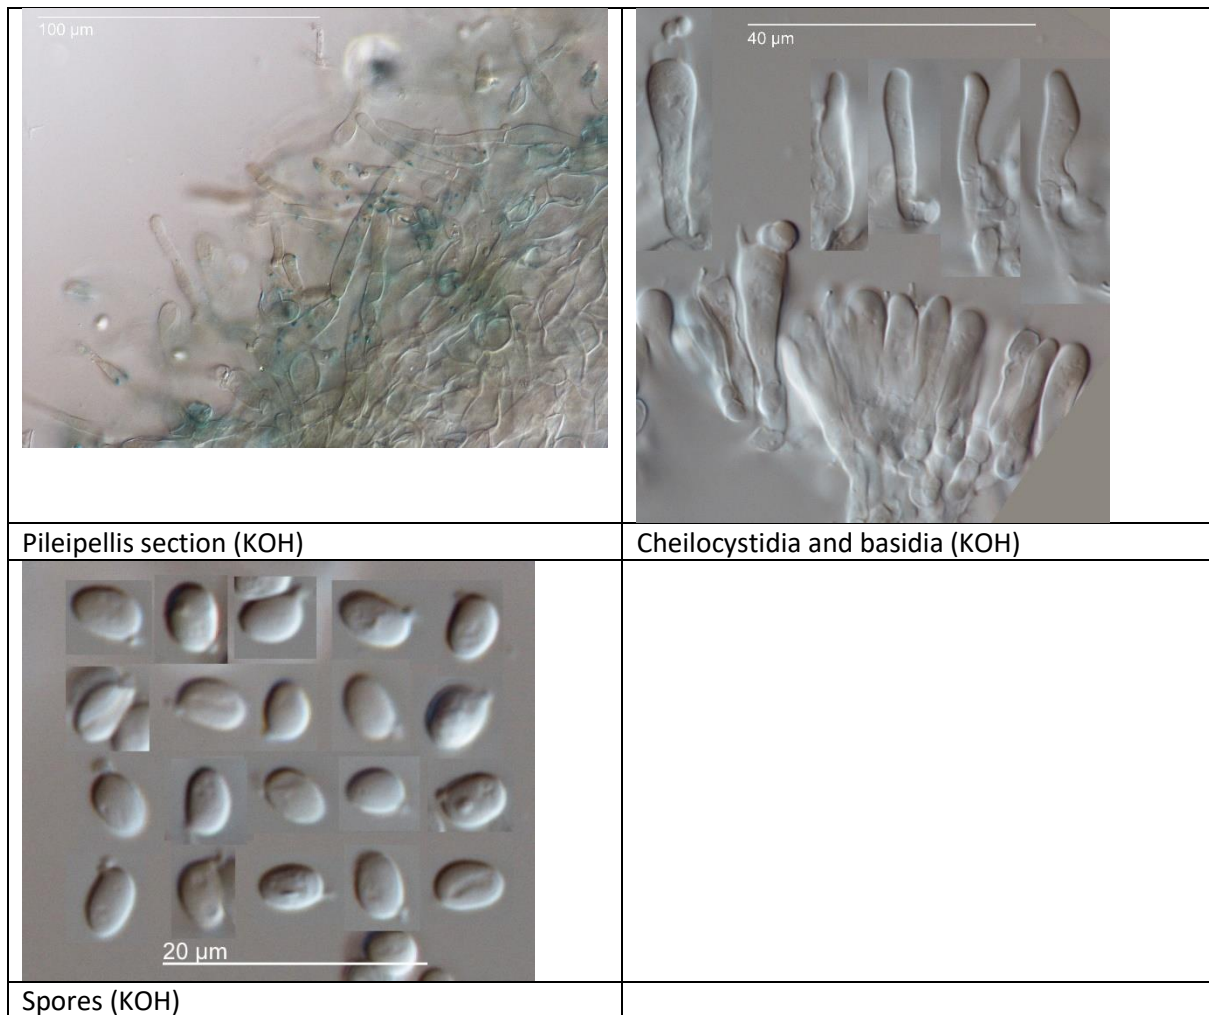 100 µm
40 µm
Pileipellis section (KOH)
Cheilocystidia and basidia (KOH)
20 µm
Spores (KOH)